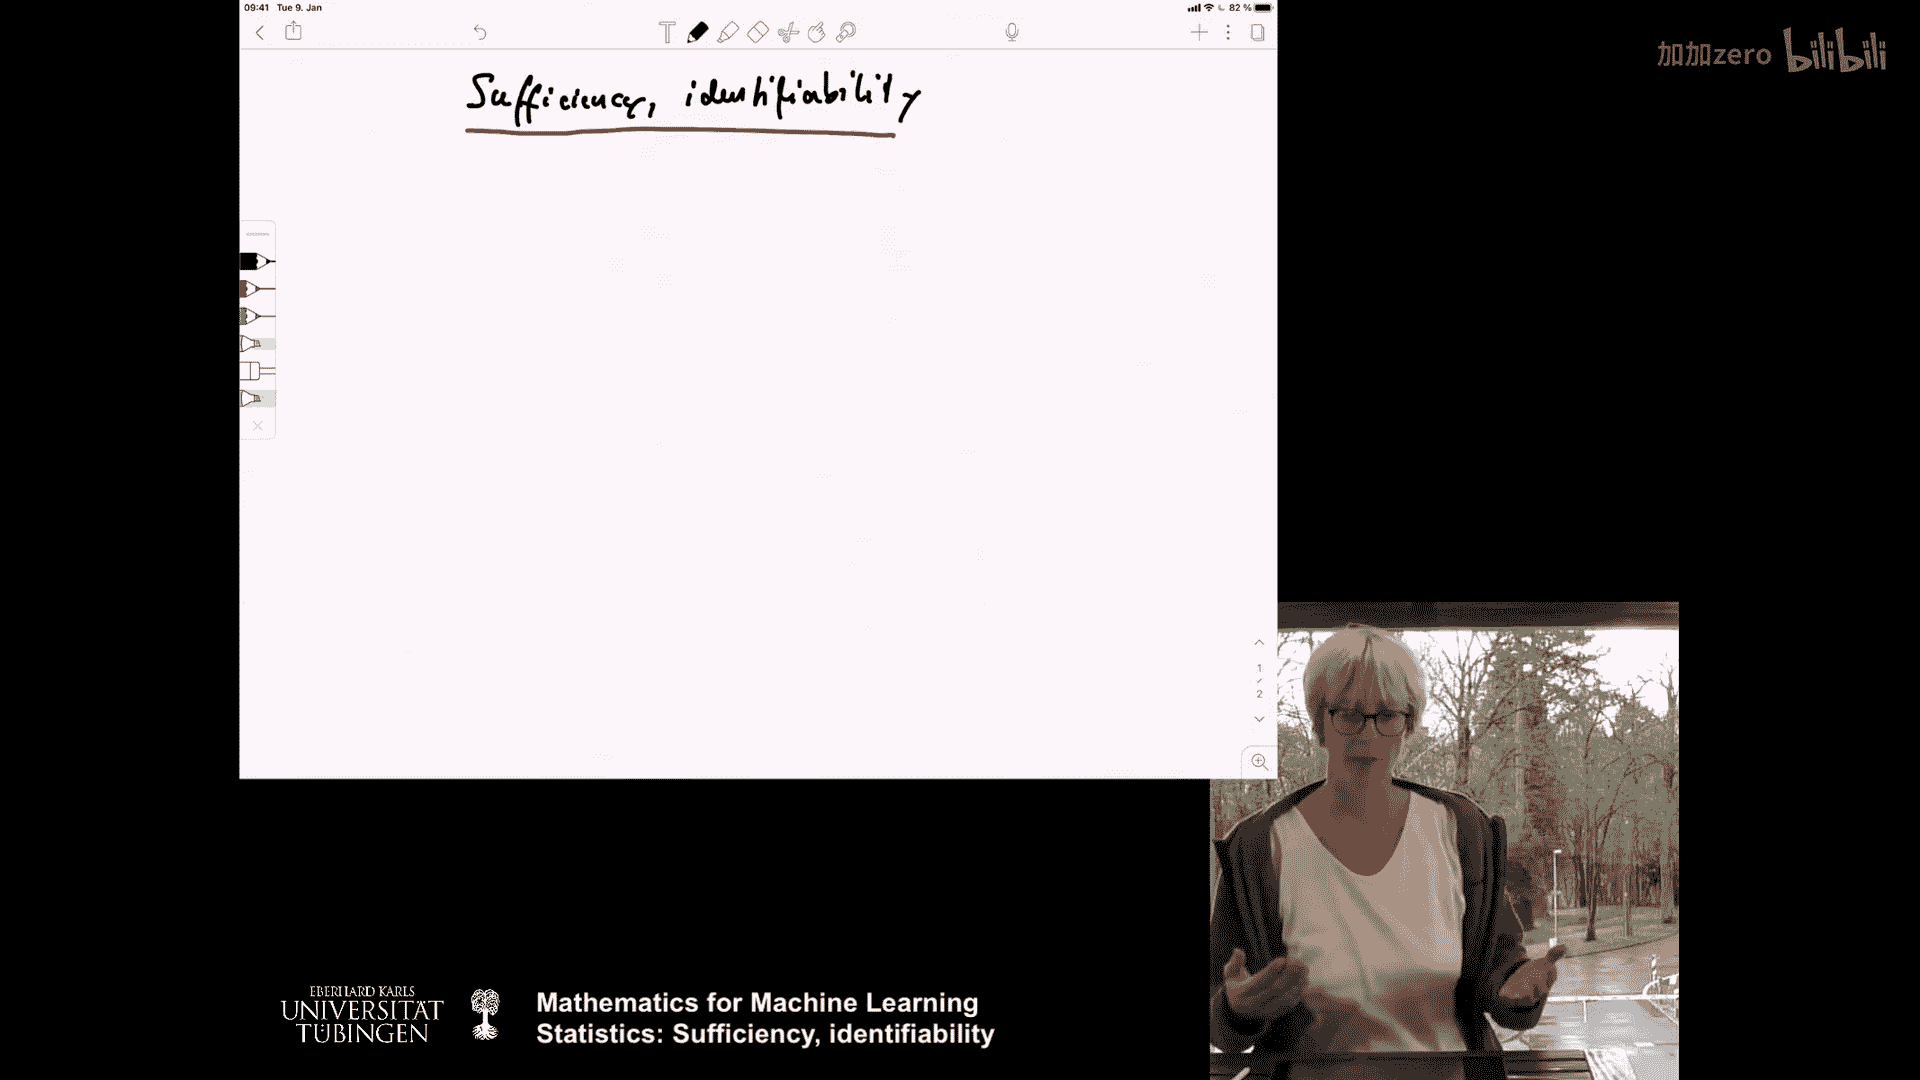 09:41 Tue 9. Jan
82 %
加加zero bilibili
Sufficiency, identifiability
T
1
2
EBERHARD KARLS
UNIVERSITÄT
TÜBINGEN
Mathematics for Machine Learning
Statistics: Sufficiency, identifiability